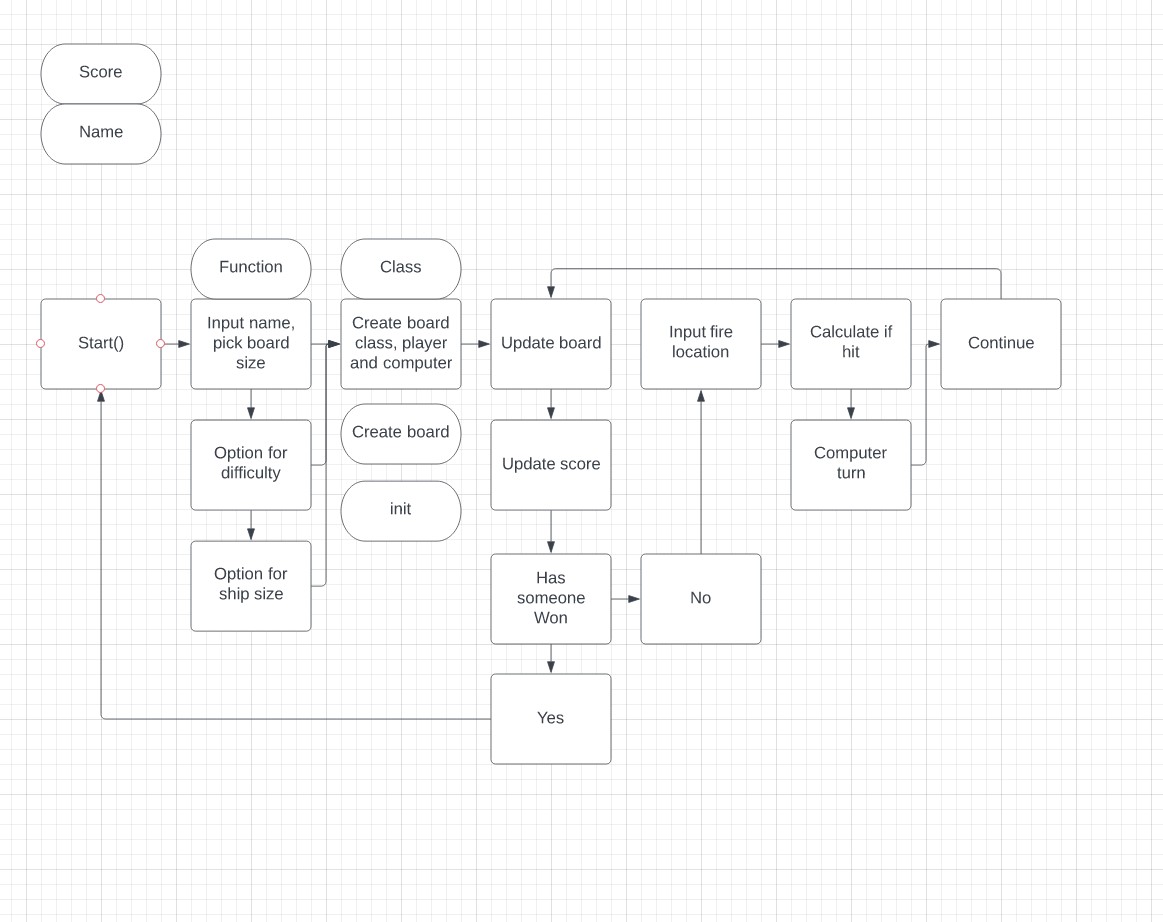 Score
Name
Function
Class
Start()
Input name,
pick board
size
Create board
class, player
and computer
Update board
Input fire
location
Calculate if
hit
Continue
Option for
difficulty
Create board
Update score
Computer
turn
init
Option for
ship size
Has
someone
Won
No
Yes